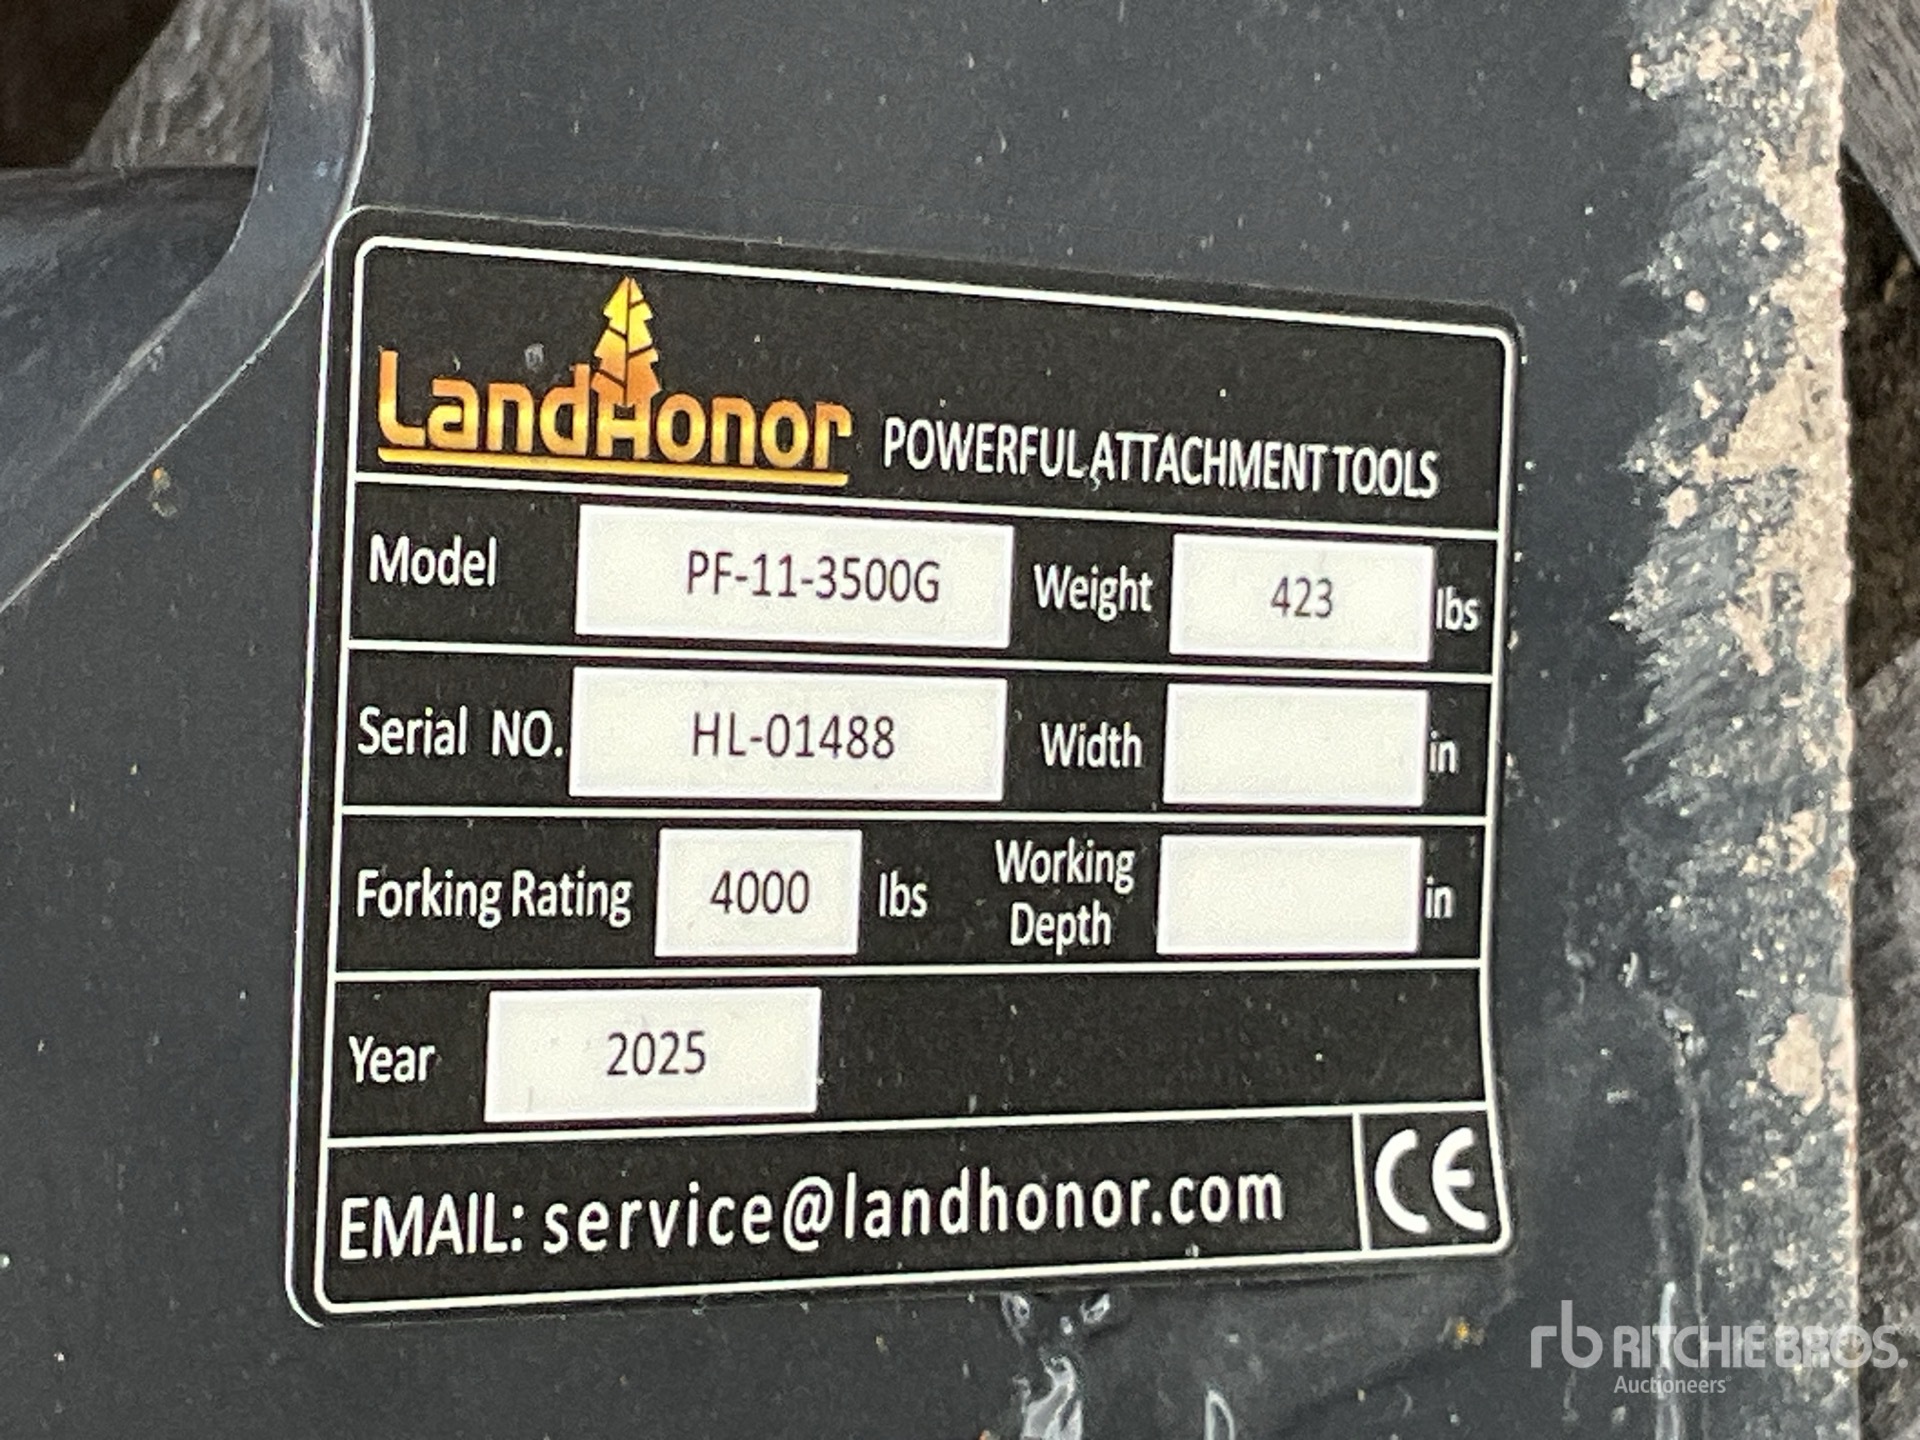 LandHonor POWERFUL ATTACHMENT TOOLS
Model PF-11-3500G Weight 423 lbs
Serial NO. HL-01488 Width in
Forking Rating 4000 lbs Working Depth in
Year 2025
EMAIL: service@landhonor.com CE
rb RITCHIE BROS.
Auctioneers